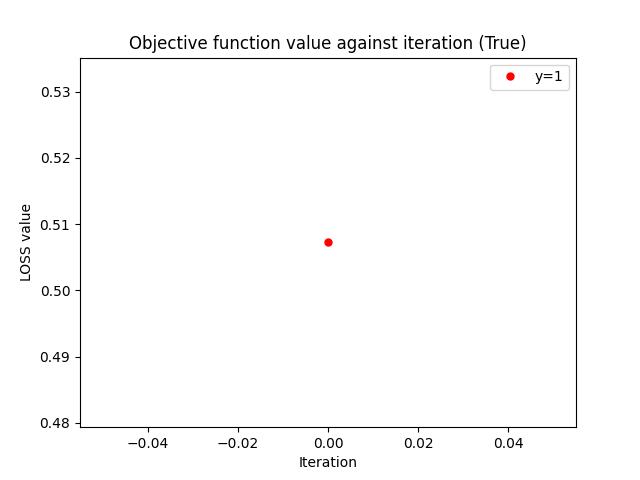 Objective function value against iteration (True)
y=1
LOSS value
0.53
0.52
0.51
0.50
0.49
0.48
−0.04
−0.02
0.00
0.02
0.04
Iteration